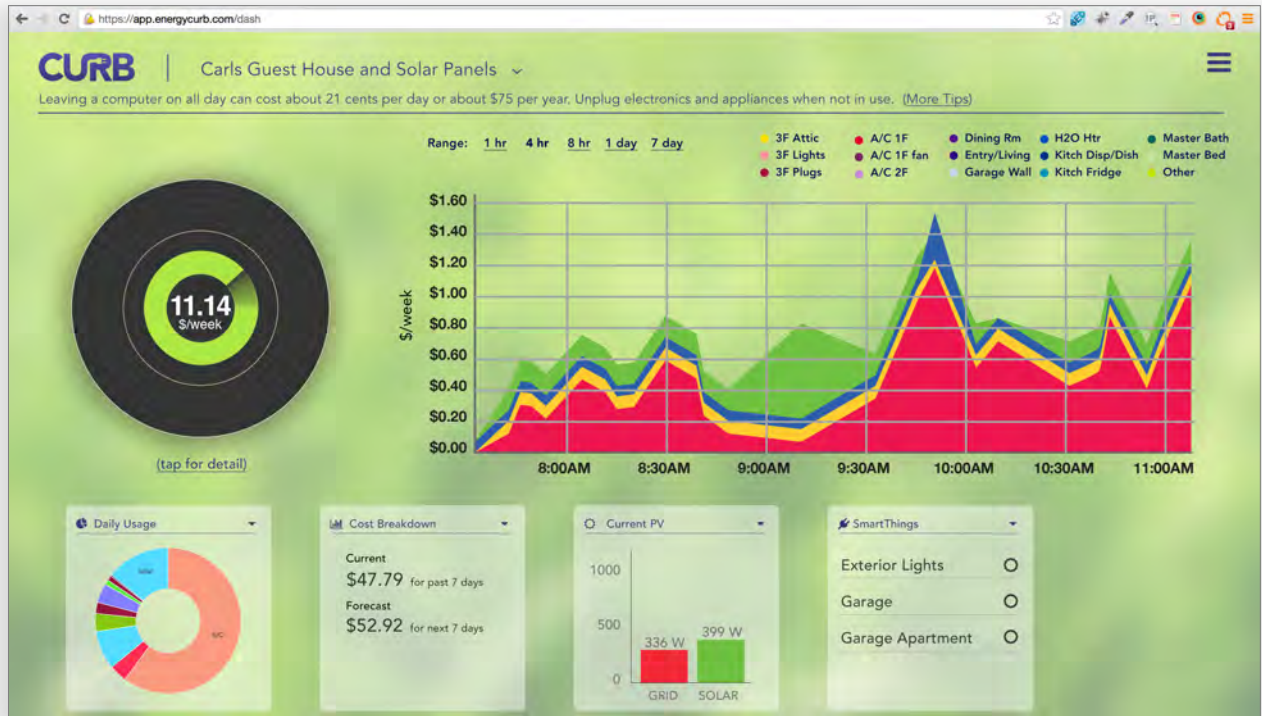 https://app.energycurb.com/dash
CURB | Carls Guest House and Solar Panels
Leaving a computer on all day can cost about 21 cents per day or about $75 per year. Unplug electronics and appliances when not in use. (More Tips)
Range: 1 hr 4 hr 8 hr 1 day 7 day
3F Attic A/C 1F Dining Rm H2O Htr Master Bath
3F Lights A/C 1F fan Entry/Living Kitch Disp/Dish Master Bed
3F Plugs A/C 2F Garage Wall Kitch Fridge Other
11.14
$/week
(tap for detail)
$/week
$1.60
$1.40
$1.20
$1.00
$0.80
$0.60
$0.40
$0.20
$0.00
8:00AM 8:30AM 9:00AM 9:30AM 10:00AM 10:30AM 11:00AM
Daily Usage
Cost Breakdown
Current
$47.79 for past 7 days
Forecast
$52.92 for next 7 days
Current PV
1000
500
0
336 W 399 W
GRID SOLAR
SmartThings
Exterior Lights
Garage
Garage Apartment